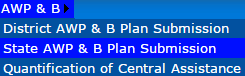 AWP & B
District AWP & B Plan Submission
State AWP & B Plan Submission
Quantification of Central Assistance